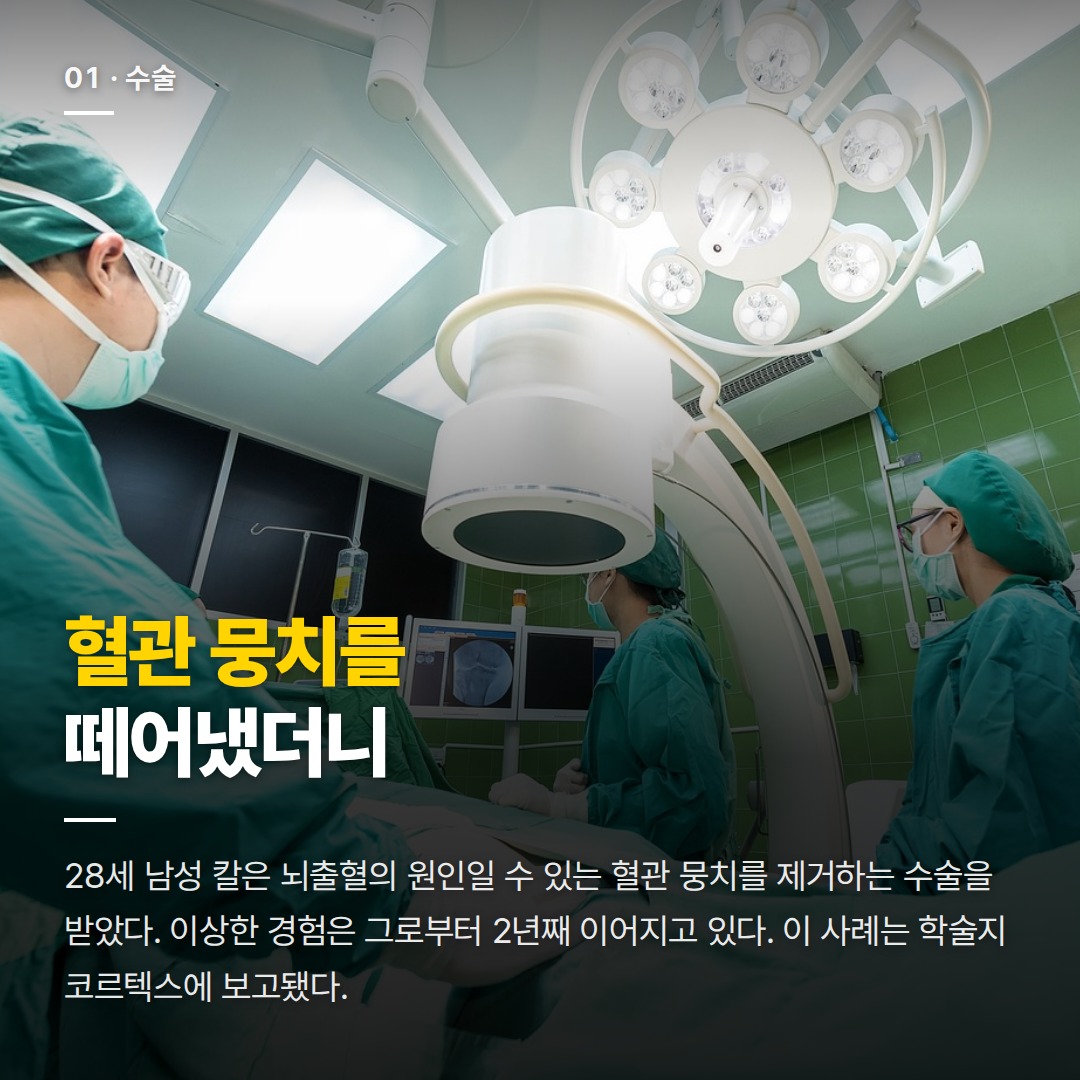 01 · 수술
혈관 뭉치를
떼어냈더니
28세 남성 칼은 뇌출혈의 원인일 수 있는 혈관 뭉치를 제거하는 수술을
받았다. 이상한 경험은 그로부터 2년째 이어지고 있다. 이 사례는 학술지
코르텍스에 보고됐다.